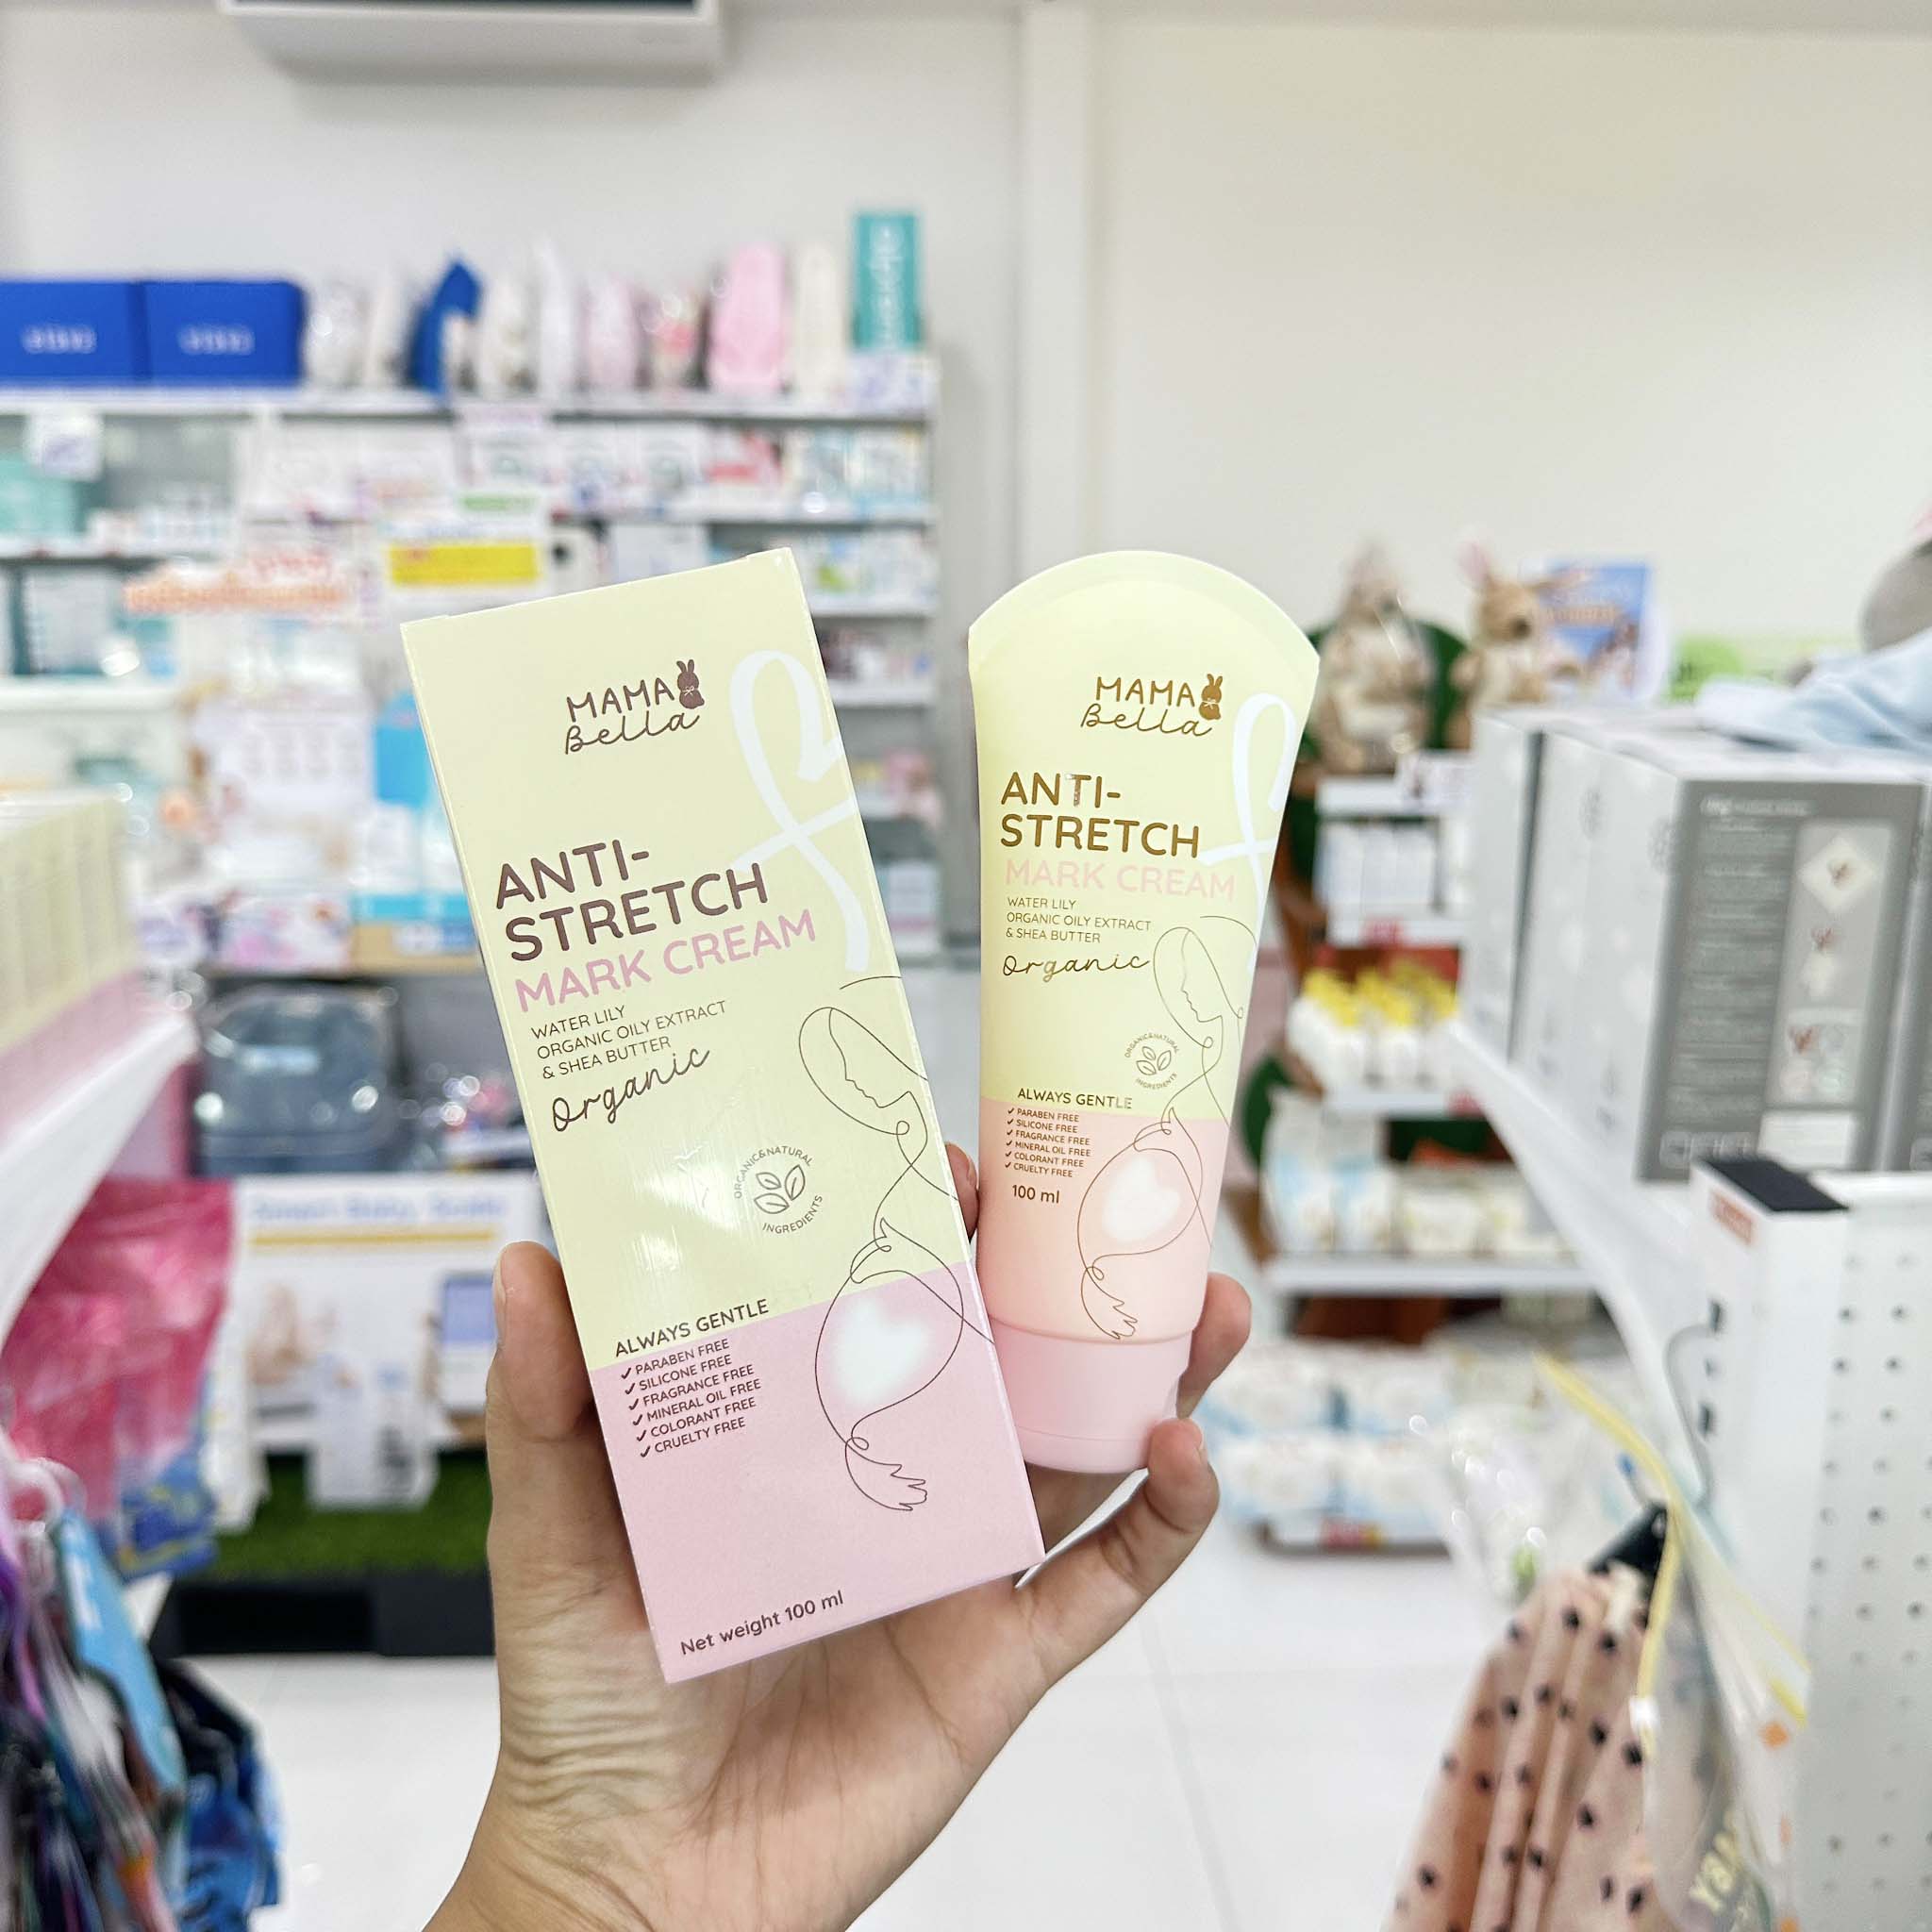 MAMA
Bella
ANTI-
STRETCH
MARK CREAM
WATER LILY
ORGANIC OILY EXTRACT
& SHEA BUTTER
Organic
ORGANIC&NATURAL
INGREDIENTS
ALWAYS GENTLE
✓ PARABEN FREE
✓ SILICONE FREE
✓ FRAGRANCE FREE
✓ MINERAL OIL FREE
✓ COLORANT FREE
✓ CRUELTY FREE
Net weight 100 ml
MAMA
Bella
ANTI-
STRETCH
MARK CREAM
WATER LILY
ORGANIC OILY EXTRACT
& SHEA BUTTER
Organic
ORGANIC&NATURAL
INGREDIENTS
ALWAYS GENTLE
✓ PARABEN FREE
✓ SILICONE FREE
✓ FRAGRANCE FREE
✓ MINERAL OIL FREE
✓ COLORANT FREE
✓ CRUELTY FREE
100 ml